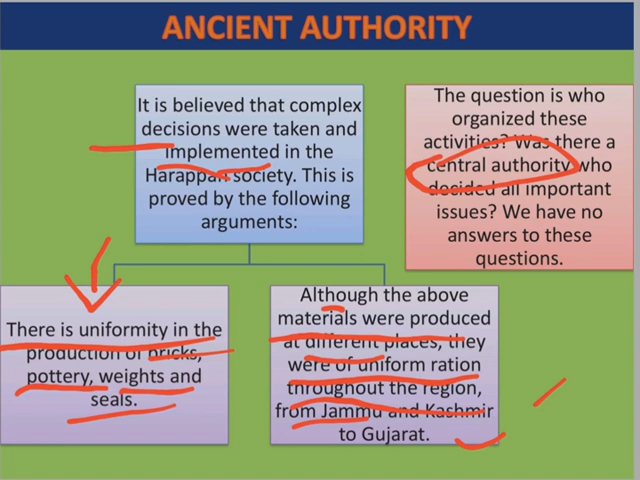 ANCIENT AUTHORITY
It is believed that complex
decisions were taken and
implemented in the
Harappan society. This is
proved by the following
arguments:
The question is who
organized these
activities? Was there a
central authority who
decided all important
issues? We have no
answers to these
questions.
There is uniformity in the
production of bricks,
pottery, weights and
seals.
Although the above
materials were produced
at different places, they
were of uniform ration
throughout the region,
from Jammu and Kashmir
to Gujarat.